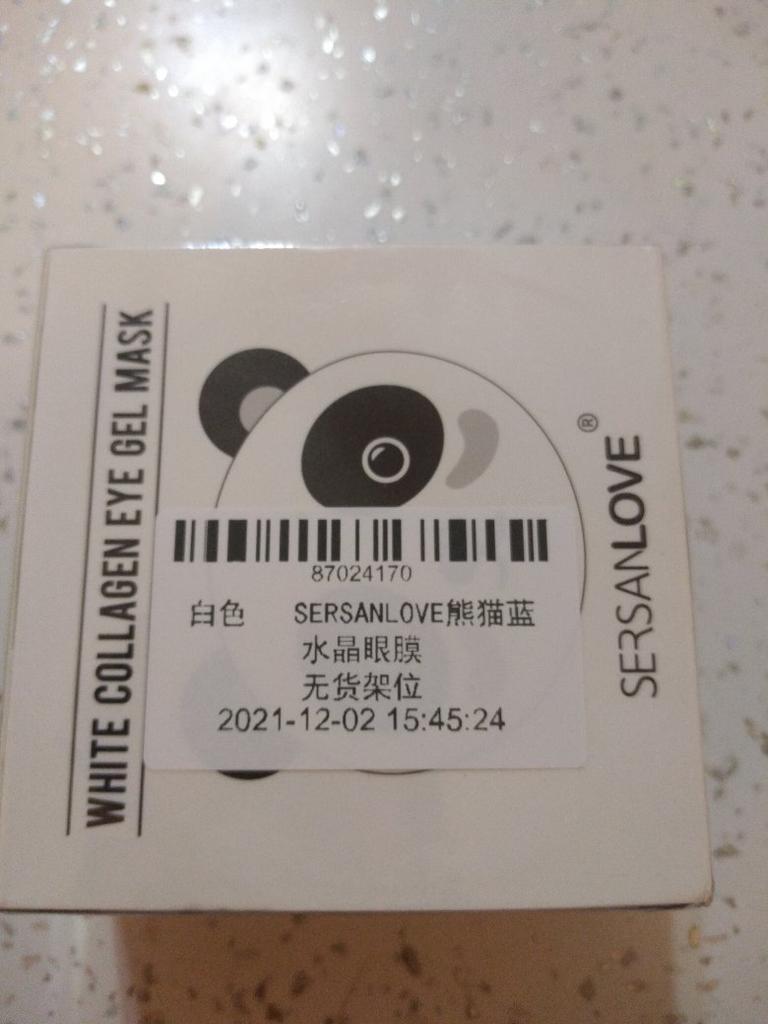 WHITE COLLAGEN EYE GEL MASK
SERSANLOVE®
87024170
白色 SERSANLOVE熊猫蓝
水晶眼膜
无货架位
2021-12-02 15:45:24